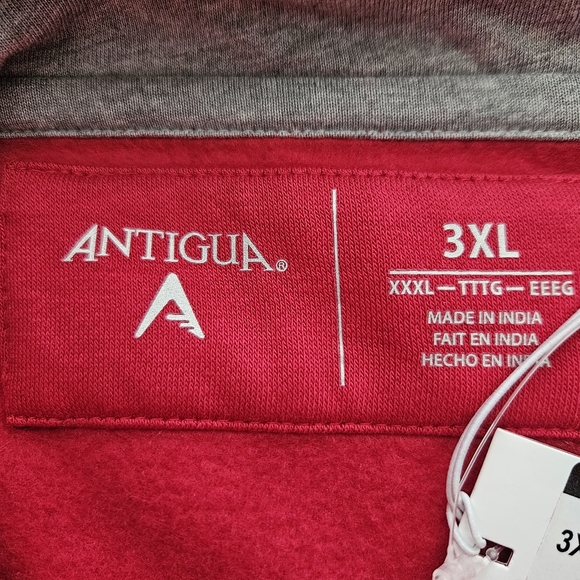 ANTIGUA®
3XL
XXXL — TTTG — EEEG
MADE IN INDIA
FAIT EN INDIA
HECHO EN INDIA